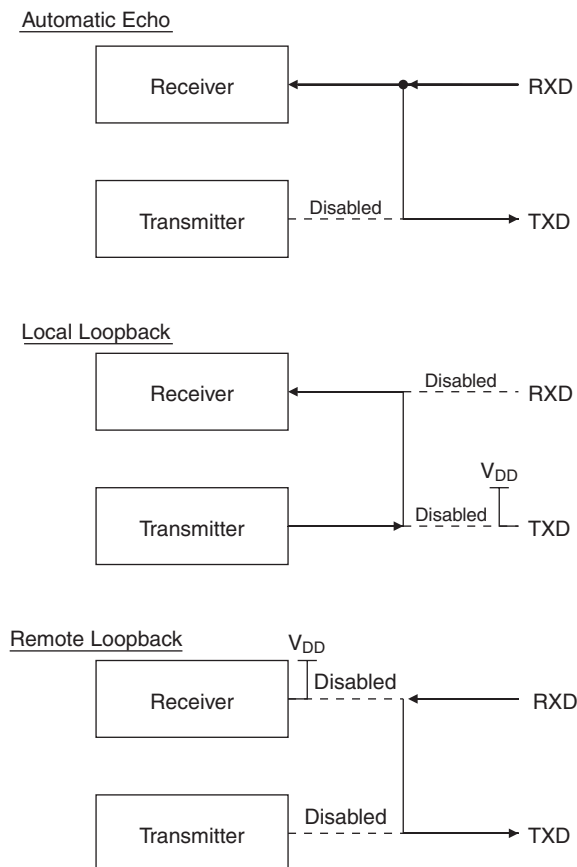 Automatic Echo
Receiver
RXD
Transmitter
Disabled
TXD
Local Loopback
Receiver
Disabled
RXD
VDD
Transmitter
Disabled
TXD
Remote Loopback
VDD
Receiver
Disabled
RXD
Transmitter
Disabled
TXD